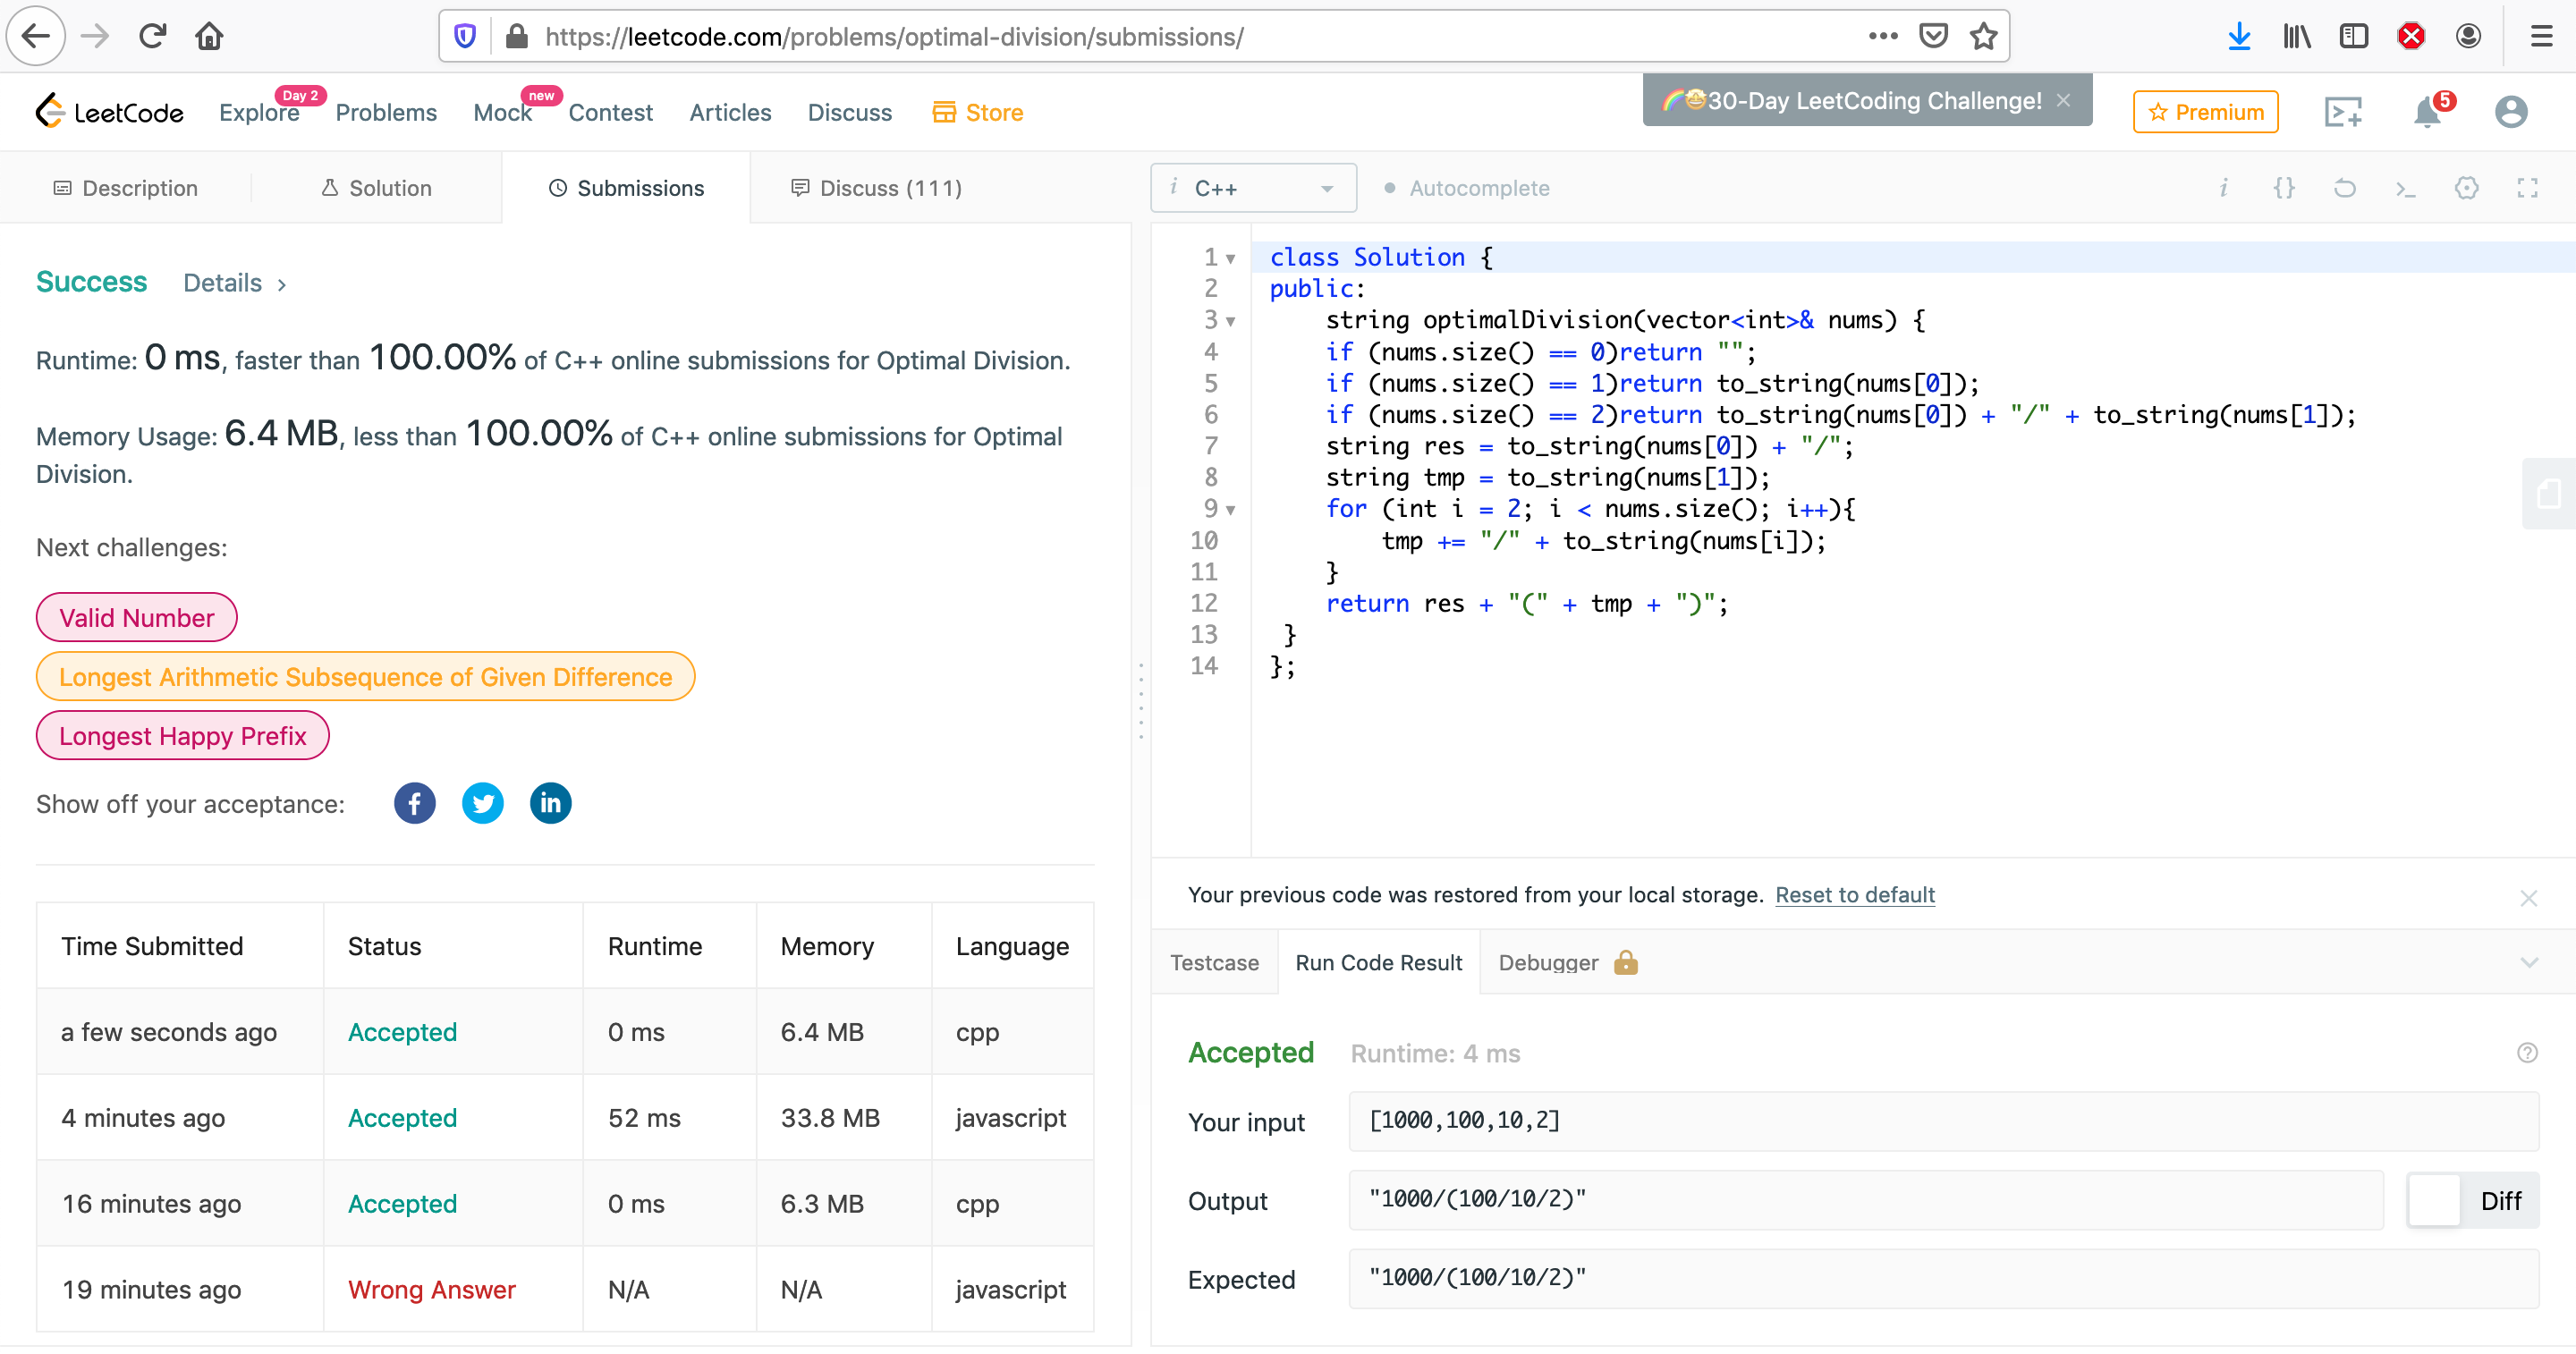 https://leetcode.com/problems/optimal-division/submissions/
LeetCode Explore Day 2 Problems Mock new Contest Articles Discuss Store 🌈🤩30-Day LeetCoding Challenge! Premium 5
Description Solution Submissions Discuss (111)
Success Details
Runtime: 0 ms, faster than 100.00% of C++ online submissions for Optimal Division.
Memory Usage: 6.4 MB, less than 100.00% of C++ online submissions for Optimal
Division.
Next challenges:
Valid Number
Longest Arithmetic Subsequence of Given Difference
Longest Happy Prefix
Show off your acceptance:
Time Submitted Status Runtime Memory Language
a few seconds ago Accepted 0 ms 6.4 MB cpp
4 minutes ago Accepted 52 ms 33.8 MB javascript
16 minutes ago Accepted 0 ms 6.3 MB cpp
19 minutes ago Wrong Answer N/A N/A javascript
i C++ Autocomplete i {}
1 class Solution {
2 public:
3 string optimalDivision(vector<int>& nums) {
4 if (nums.size() == 0)return "";
5 if (nums.size() == 1)return to_string(nums[0]);
6 if (nums.size() == 2)return to_string(nums[0]) + "/" + to_string(nums[1]);
7 string res = to_string(nums[0]) + "/";
8 string tmp = to_string(nums[1]);
9 for (int i = 2; i < nums.size(); i++){
10 tmp += "/" + to_string(nums[i]);
11 }
12 return res + "(" + tmp + ")";
13 }
14 };
Your previous code was restored from your local storage. Reset to default
Testcase Run Code Result Debugger
Accepted Runtime: 4 ms
Your input [1000,100,10,2]
Output "1000/(100/10/2)" Diff
Expected "1000/(100/10/2)"